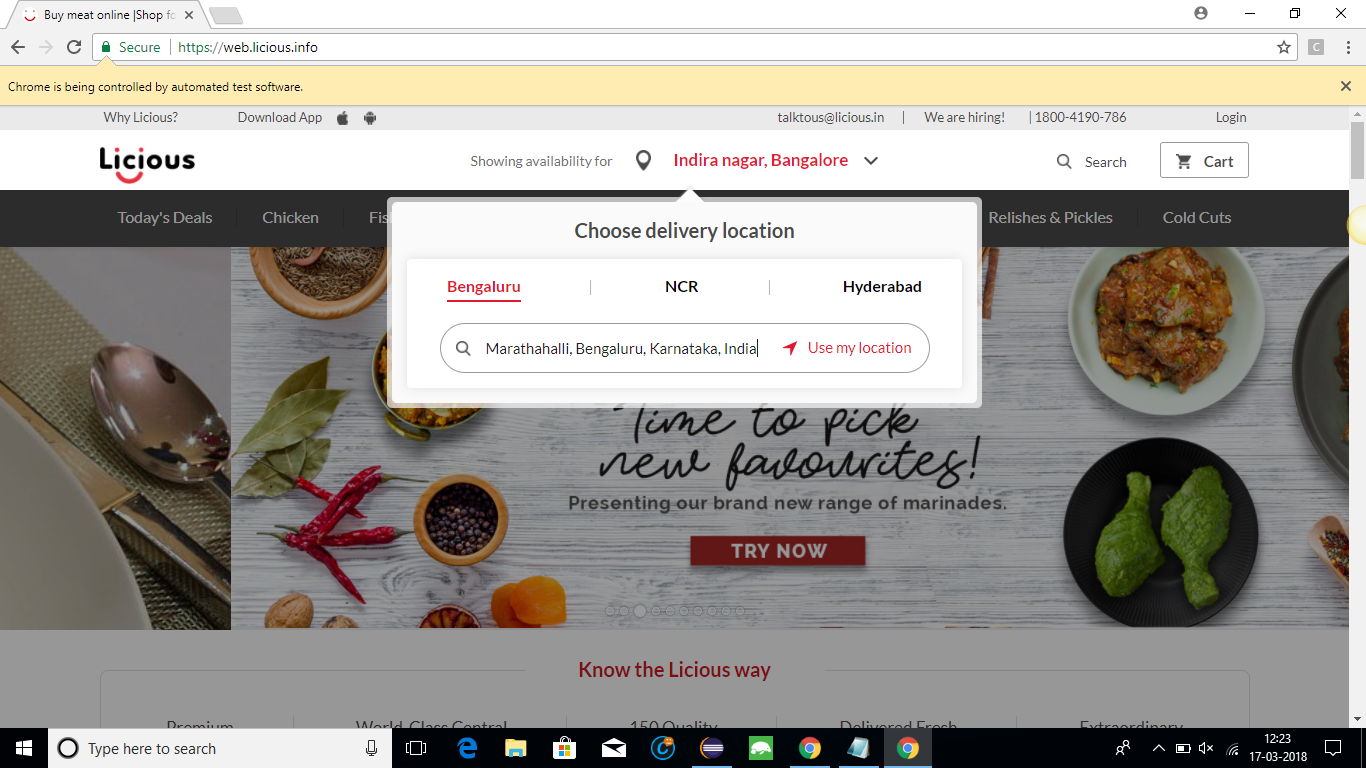 Buy meat online |Shop fo
Secure
https://web.licious.info
C
Chrome is being controlled by automated test software.
Why Licious?
Download App
talktous@licious.in
|
We are hiring!
| 1800-4190-786
Login
Licious
Showing availability for
Indira nagar, Bangalore
Search
Cart
Today's Deals
Chicken
Fis
Relishes & Pickles
Cold Cuts
Choose delivery location
Bengaluru
NCR
Hyderabad
Marathahalli, Bengaluru, Karnataka, India
Use my location
Time to pick
new favourites!
Presenting our brand new range of marinades.
TRY NOW
Know the Licious way
Premium
World-Class Central
150 Quality
Delivered Fresh
Extraordinary
Type here to search
12:23
17-03-2018